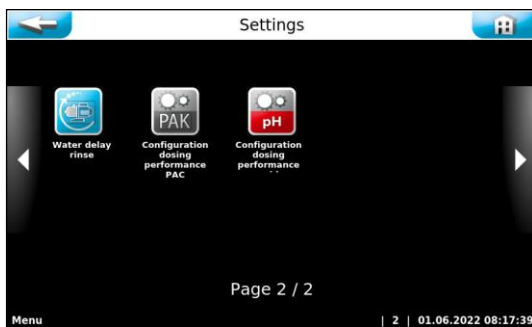 Settings
PAK
pH
Water delay
rinse
Configuration
dosing
performance
PAC
Configuration
dosing
performance
Page 2 / 2
Menu
| 2 | 01.06.2022 08:17:39